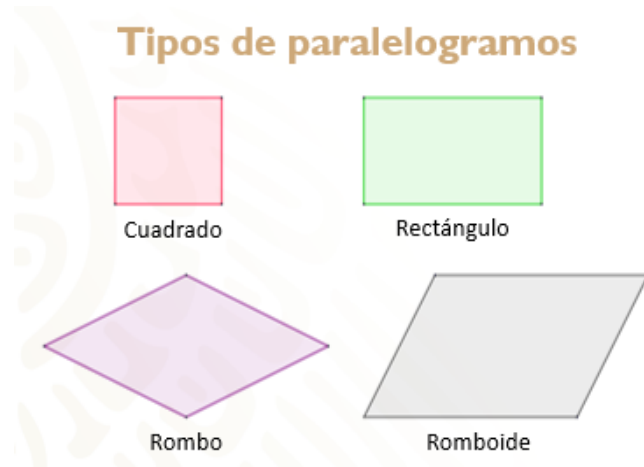 Tipos de paralelogramos
Cuadrado
Rectángulo
Rombo
Romboide